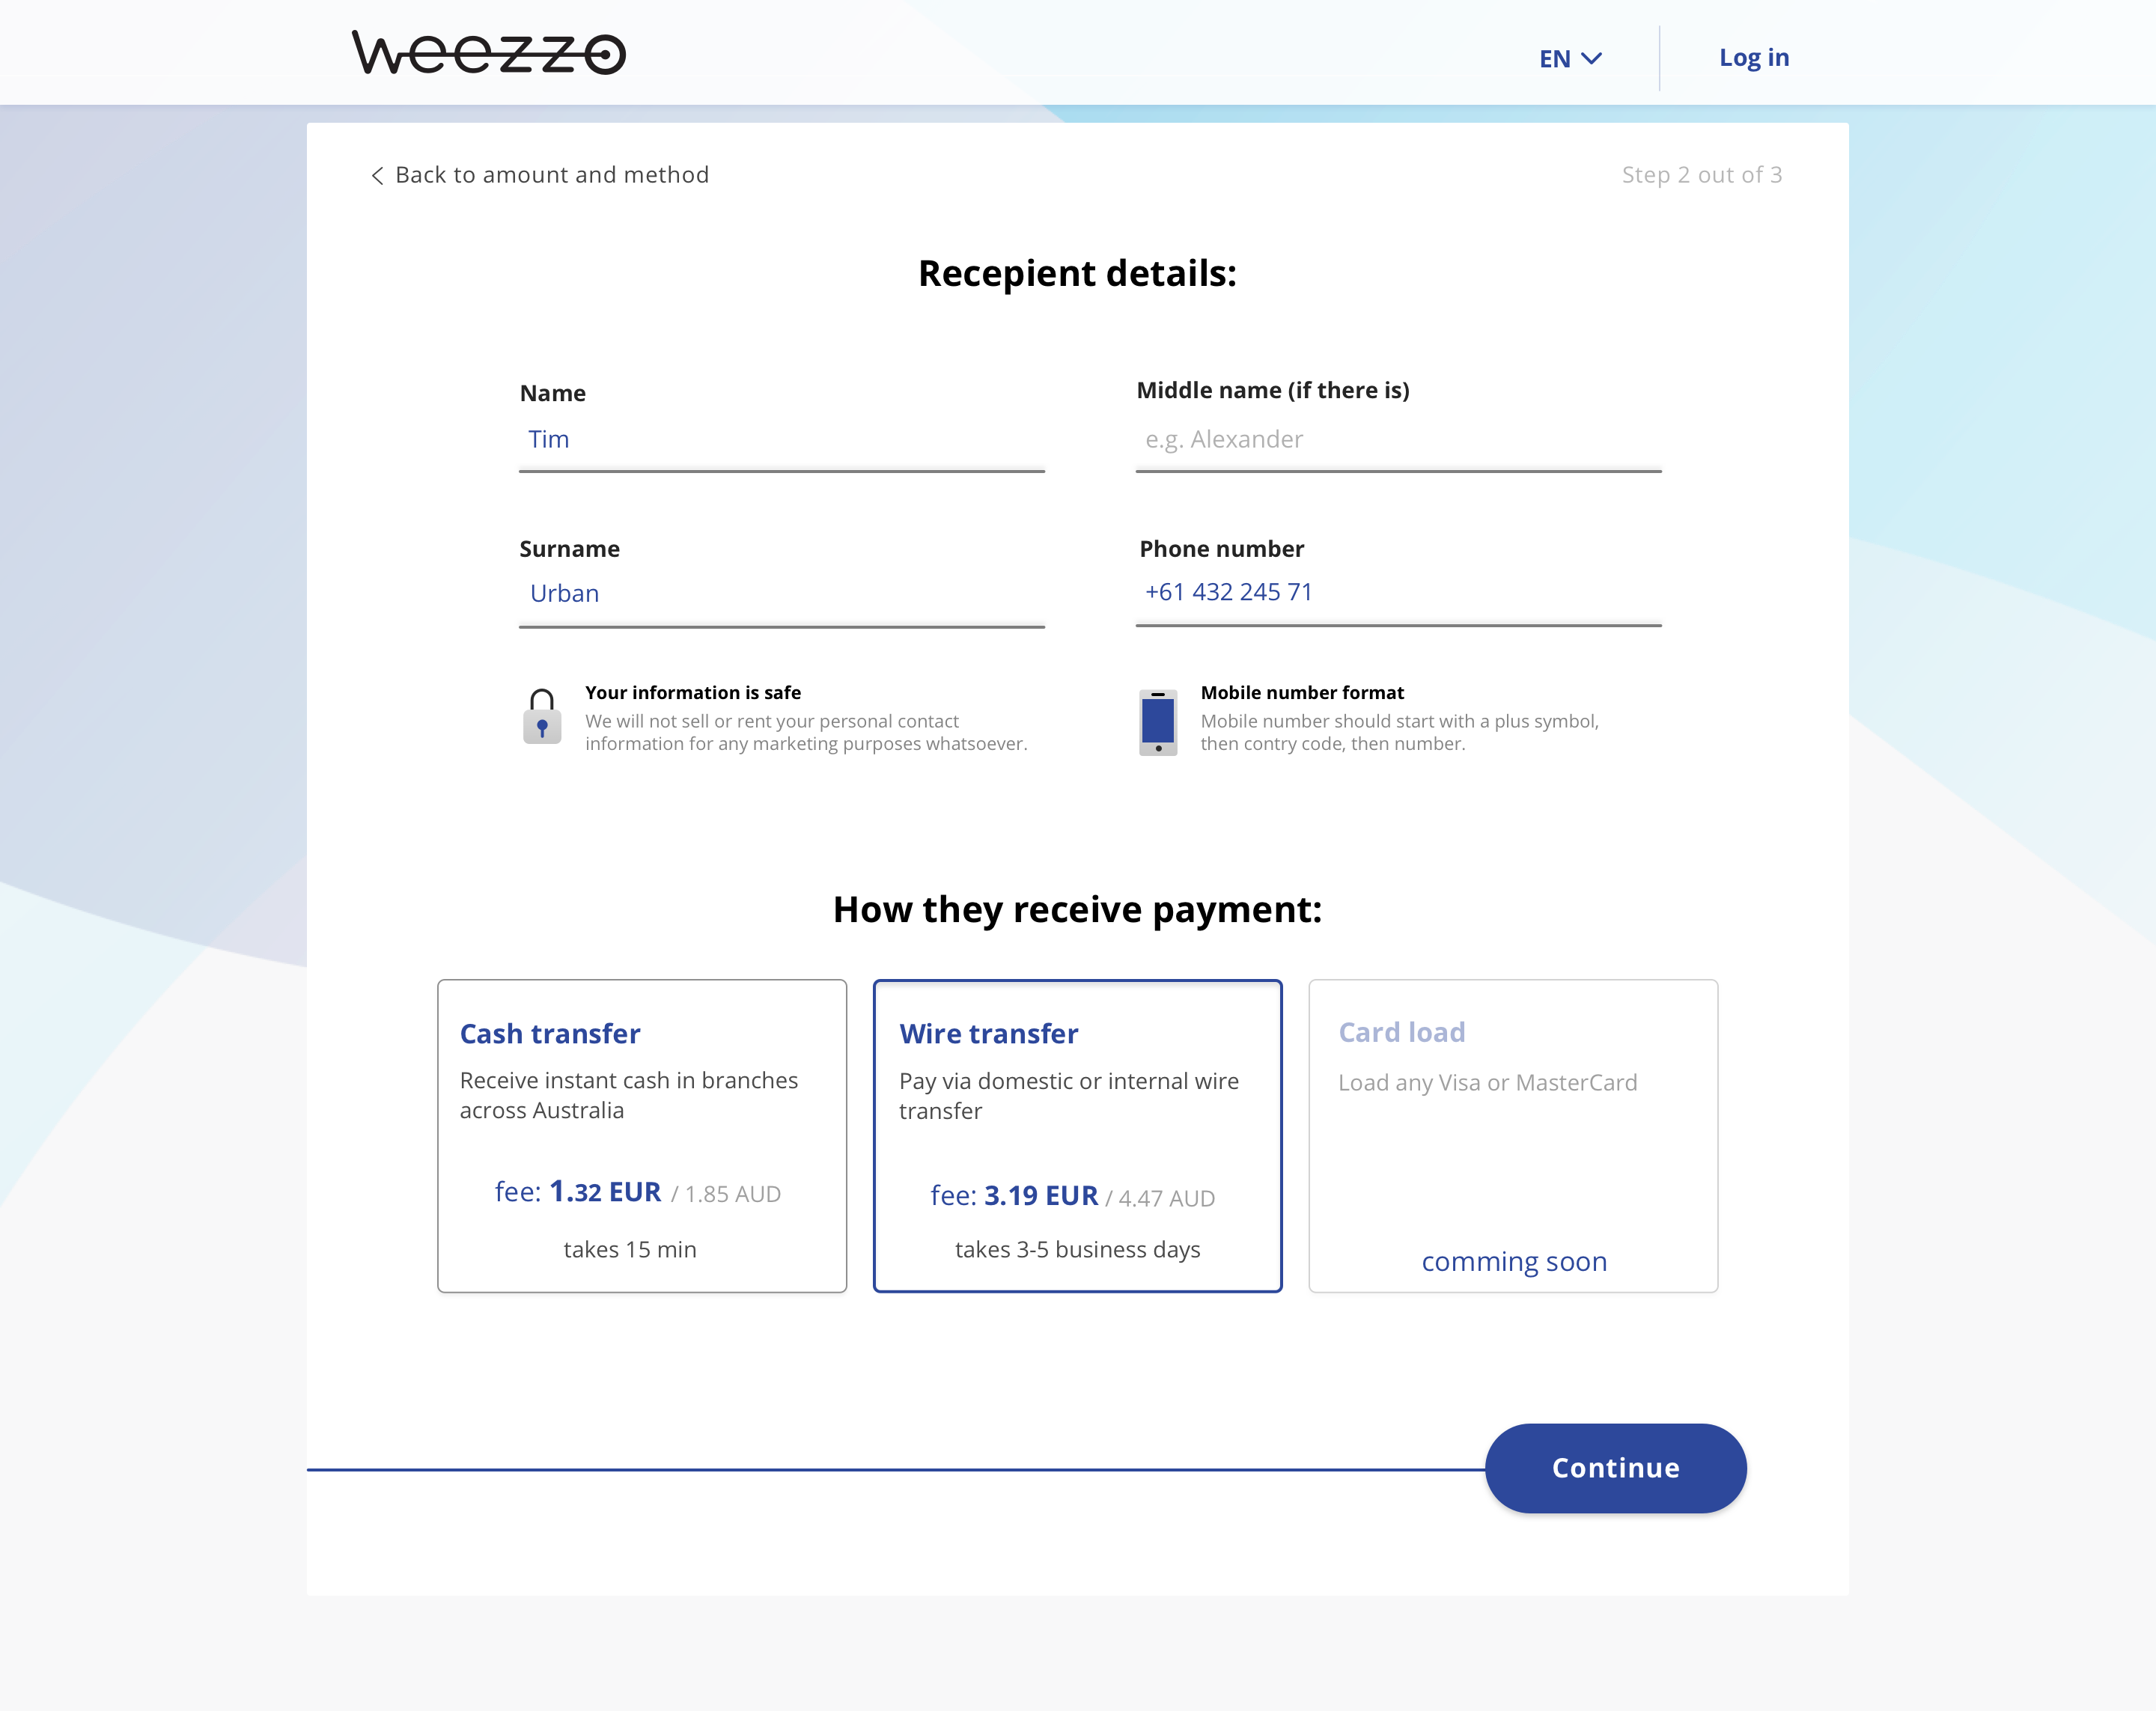 weezzo
EN
Log in
Back to amount and method
Step 2 out of 3
Recepient details:
Name
Middle name (if there is)
Tim
e.g. Alexander
Surname
Phone number
Urban
+61 432 245 71
Your information is safe
We will not sell or rent your personal contact
information for any marketing purposes whatsoever.
Mobile number format
Mobile number should start with a plus symbol,
then contry code, then number.
How they receive payment:
Cash transfer
Receive instant cash in branches
across Australia
fee: 1.32 EUR / 1.85 AUD
takes 15 min
Wire transfer
Pay via domestic or internal wire
transfer
fee: 3.19 EUR / 4.47 AUD
takes 3-5 business days
Card load
Load any Visa or MasterCard
comming soon
Continue